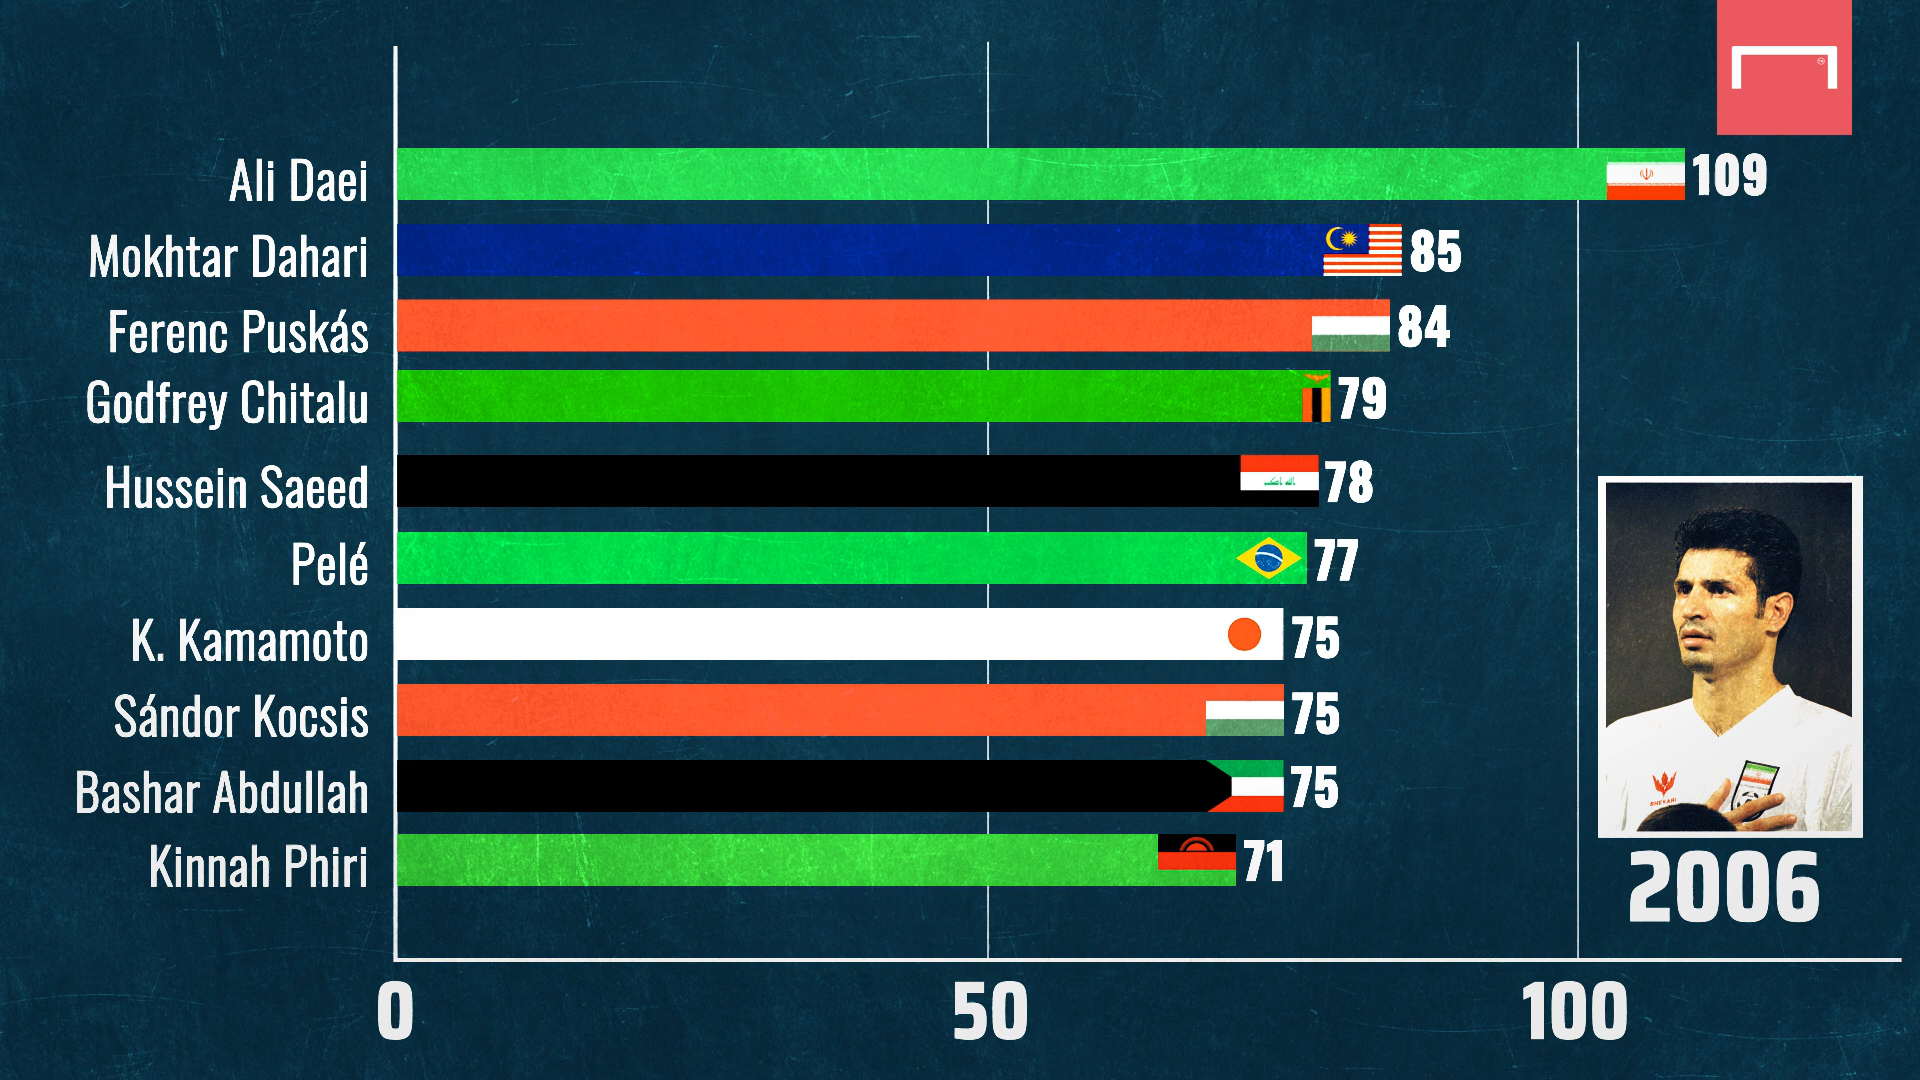 Ali Daei 109
Mokhtar Dahari 85
Ferenc Puskás 84
Godfrey Chitalu 79
Hussein Saeed 78
Pelé 77
K. Kamamoto 75
Sándor Kocsis 75
Bashar Abdullah 75
Kinnah Phiri 71
SHEKARI
2006
0 50 100